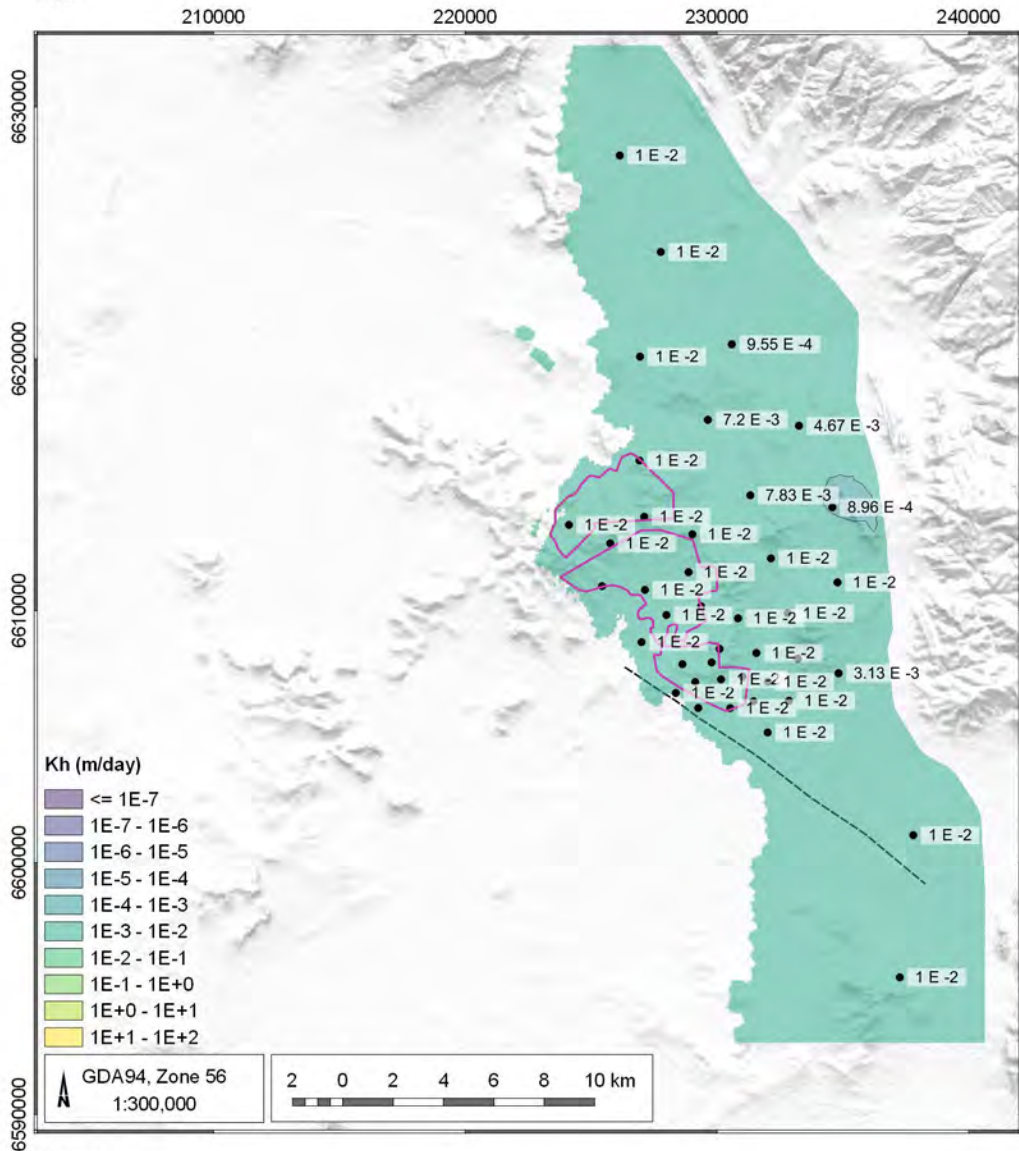 210000
220000
230000
240000
6630000
6620000
6610000
6600000
6590000
1 E -2
1 E -2
9.55 E -4
1 E -2
7.2 E -3
4.67 E -3
1 E -2
7.83 E -3
8.96 E -4
1 E -2
1 E -2
1 E -2
1 E -2
1 E -2
1 E -2
1 E -2
1 E -2
1 E -2
1 E -2
1 E -2
1 E -2
1 E -2
3.13 E -3
1 E -2
1 E -2
1 E -2
1 E -2
1 E -2
1 E -2
1 E -2
1 E -2
Kh (m/day)
<= 1E-7
1E-7 - 1E-6
1E-6 - 1E-5
1E-5 - 1E-4
1E-4 - 1E-3
1E-3 - 1E-2
1E-2 - 1E-1
1E-1 - 1E+0
1E+0 - 1E+1
1E+1 - 1E+2
N
GDA94, Zone 56
1:300,000
2 0 2 4 6 8 10 km